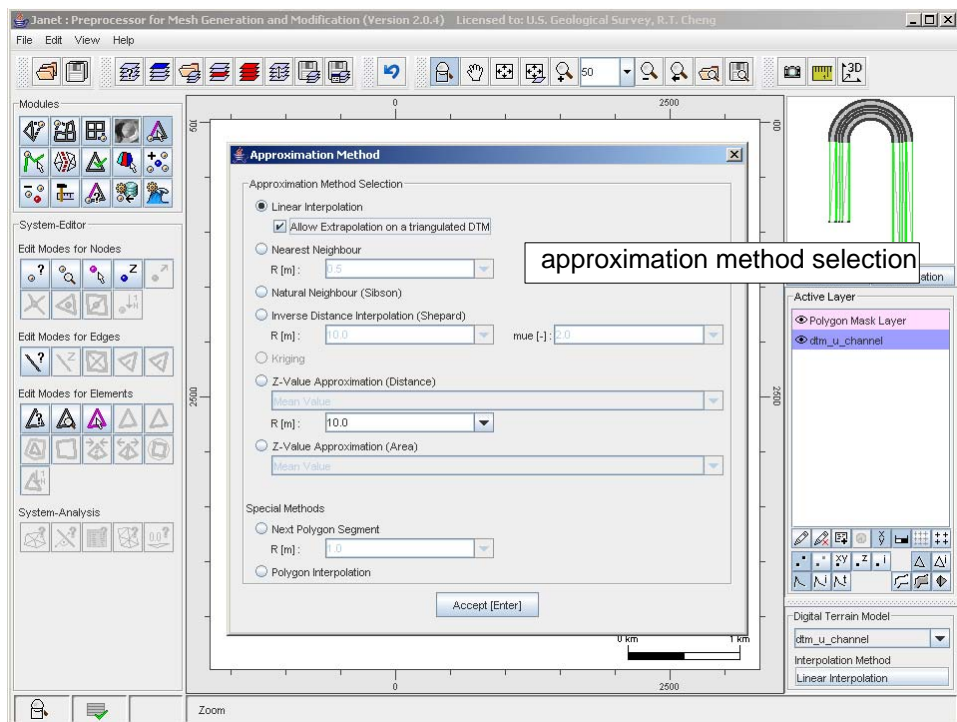 Janet : Preprocessor for Mesh Generation and Modification (Version 2.0.4)    Licensed to: U.S. Geological Survey, R.T. Cheng
File Edit View Help
50
3D
Modules
System-Editor
Edit Modes for Nodes
Edit Modes for Edges
Edit Modes for Elements
System-Analysis
0 2500
Approximation Method
Approximation Method Selection
Linear Interpolation
Allow Extrapolation on a triangulated DTM
Nearest Neighbour
R [m] : 0.5
Natural Neighbour (Sibson)
Inverse Distance Interpolation (Shepard)
R [m] : 10.0 mue [-] : 2.0
Kriging
Z-Value Approximation (Distance)
Mean Value
R [m] : 10.0
Z-Value Approximation (Area)
Mean Value
Special Methods
Next Polygon Segment
R [m] : 1.0
Polygon Interpolation
Accept [Enter]
approximation method selection
2500
2500
0 km 1 km
0 2500
Active Layer
Polygon Mask Layer
dtm_u_channel
Digital Terrain Model
dtm_u_channel
Interpolation Method
Linear Interpolation
Zoom